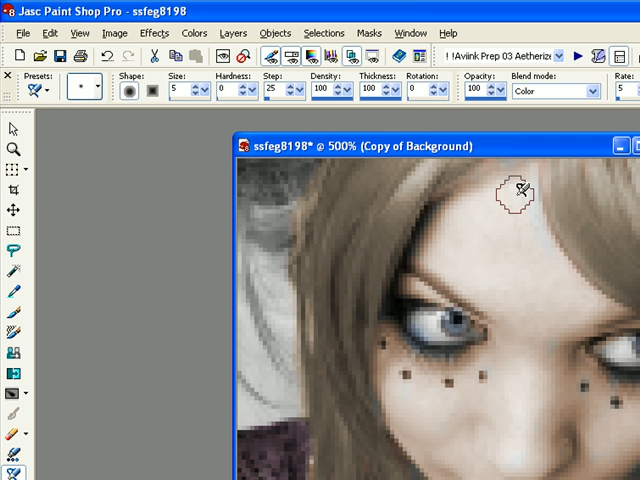 Jasc Paint Shop Pro - ssfeg8198
File Edit View Image Effects Colors Layers Objects Selections Masks Window Help
! !Aviink Prep 03 Aetherize
Presets: Shape: Size: Hardness: Step: Density: Thickness: Rotation: Opacity: Blend mode: Rate:
5 0 25 100 100 0 100 Color 5
ssfeg8198* @ 500% (Copy of Background)